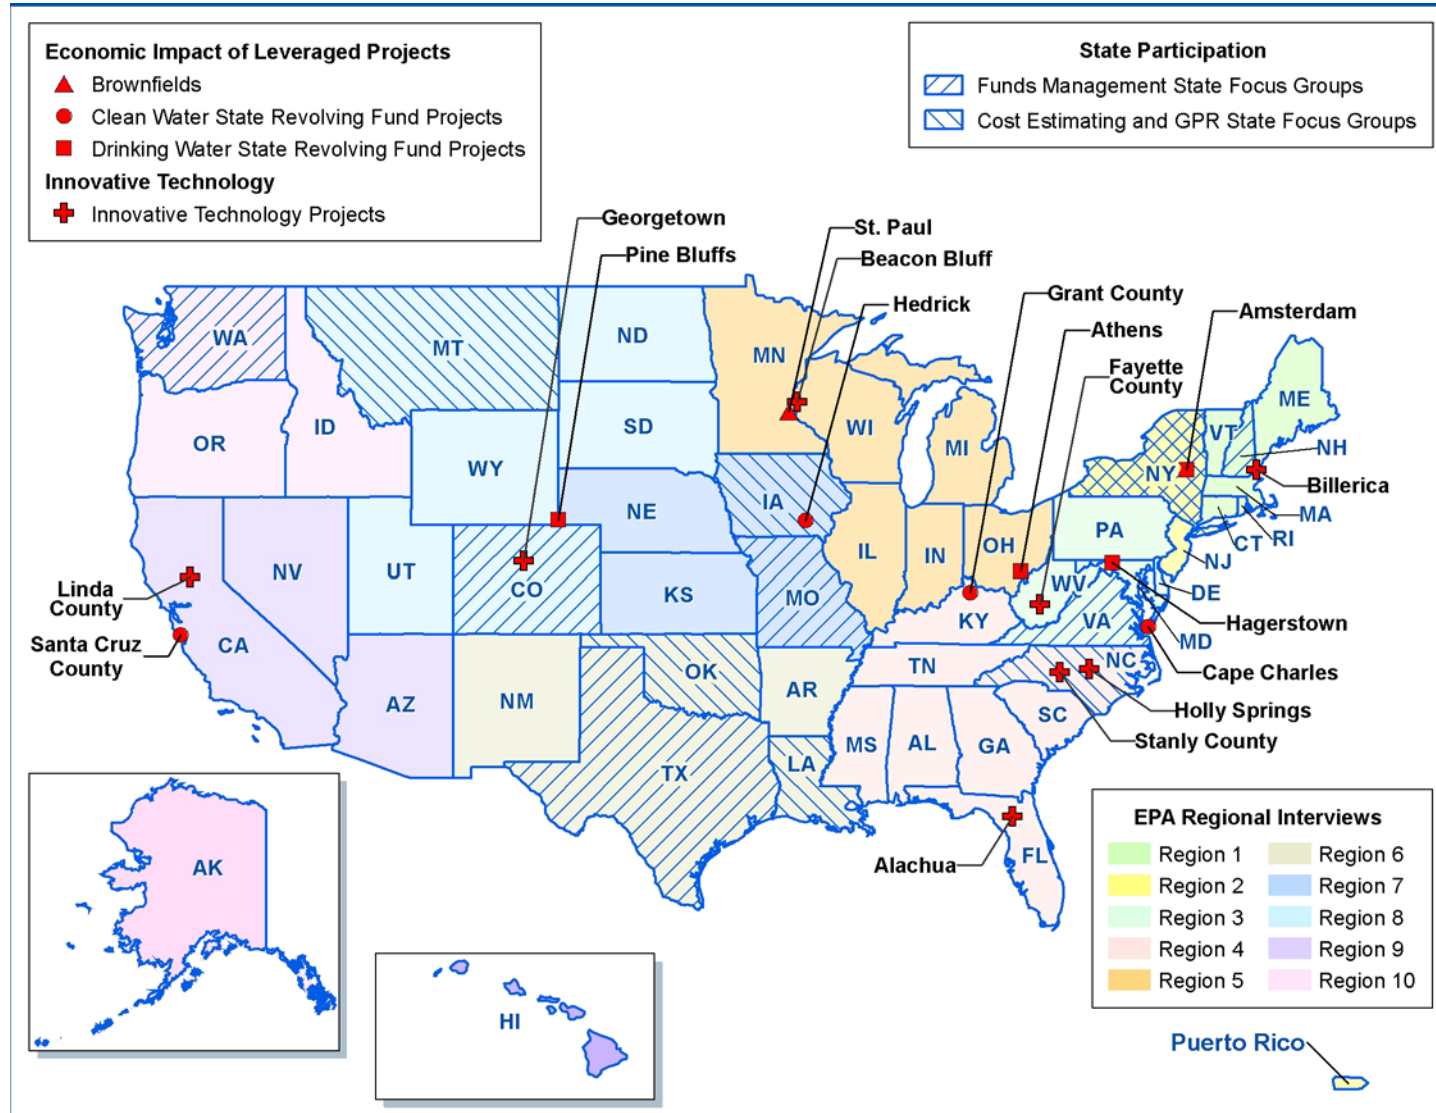 Economic Impact of Leveraged Projects
Brownfields
Clean Water State Revolving Fund Projects
Drinking Water State Revolving Fund Projects
Innovative Technology
Innovative Technology Projects
State Participation
Funds Management State Focus Groups
Cost Estimating and GPR State Focus Groups
Georgetown
Pine Bluffs
St. Paul
Beacon Bluff
Hedrick
Grant County
Athens
Fayette
County
Amsterdam
WA
MT
ND
MN
OR
ID
SD
WI
MI
ME
VT
NH
NY
WY
Billerica
NE
IA
PA
MA
RI
CT
NJ
OH
IL
IN
NV
UT
CO
KS
MO
WV
DE
Linda
County
KY
VA
Hagerstown
MD
Santa Cruz
County
CA
OK
TN
NC
Cape Charles
AZ
NM
AR
SC
Holly Springs
MS
AL
GA
Stanly County
TX
LA
Alachua
FL
AK
HI
EPA Regional Interviews
Region 1
Region 6
Region 2
Region 7
Region 3
Region 8
Region 4
Region 9
Region 5
Region 10
Puerto Rico